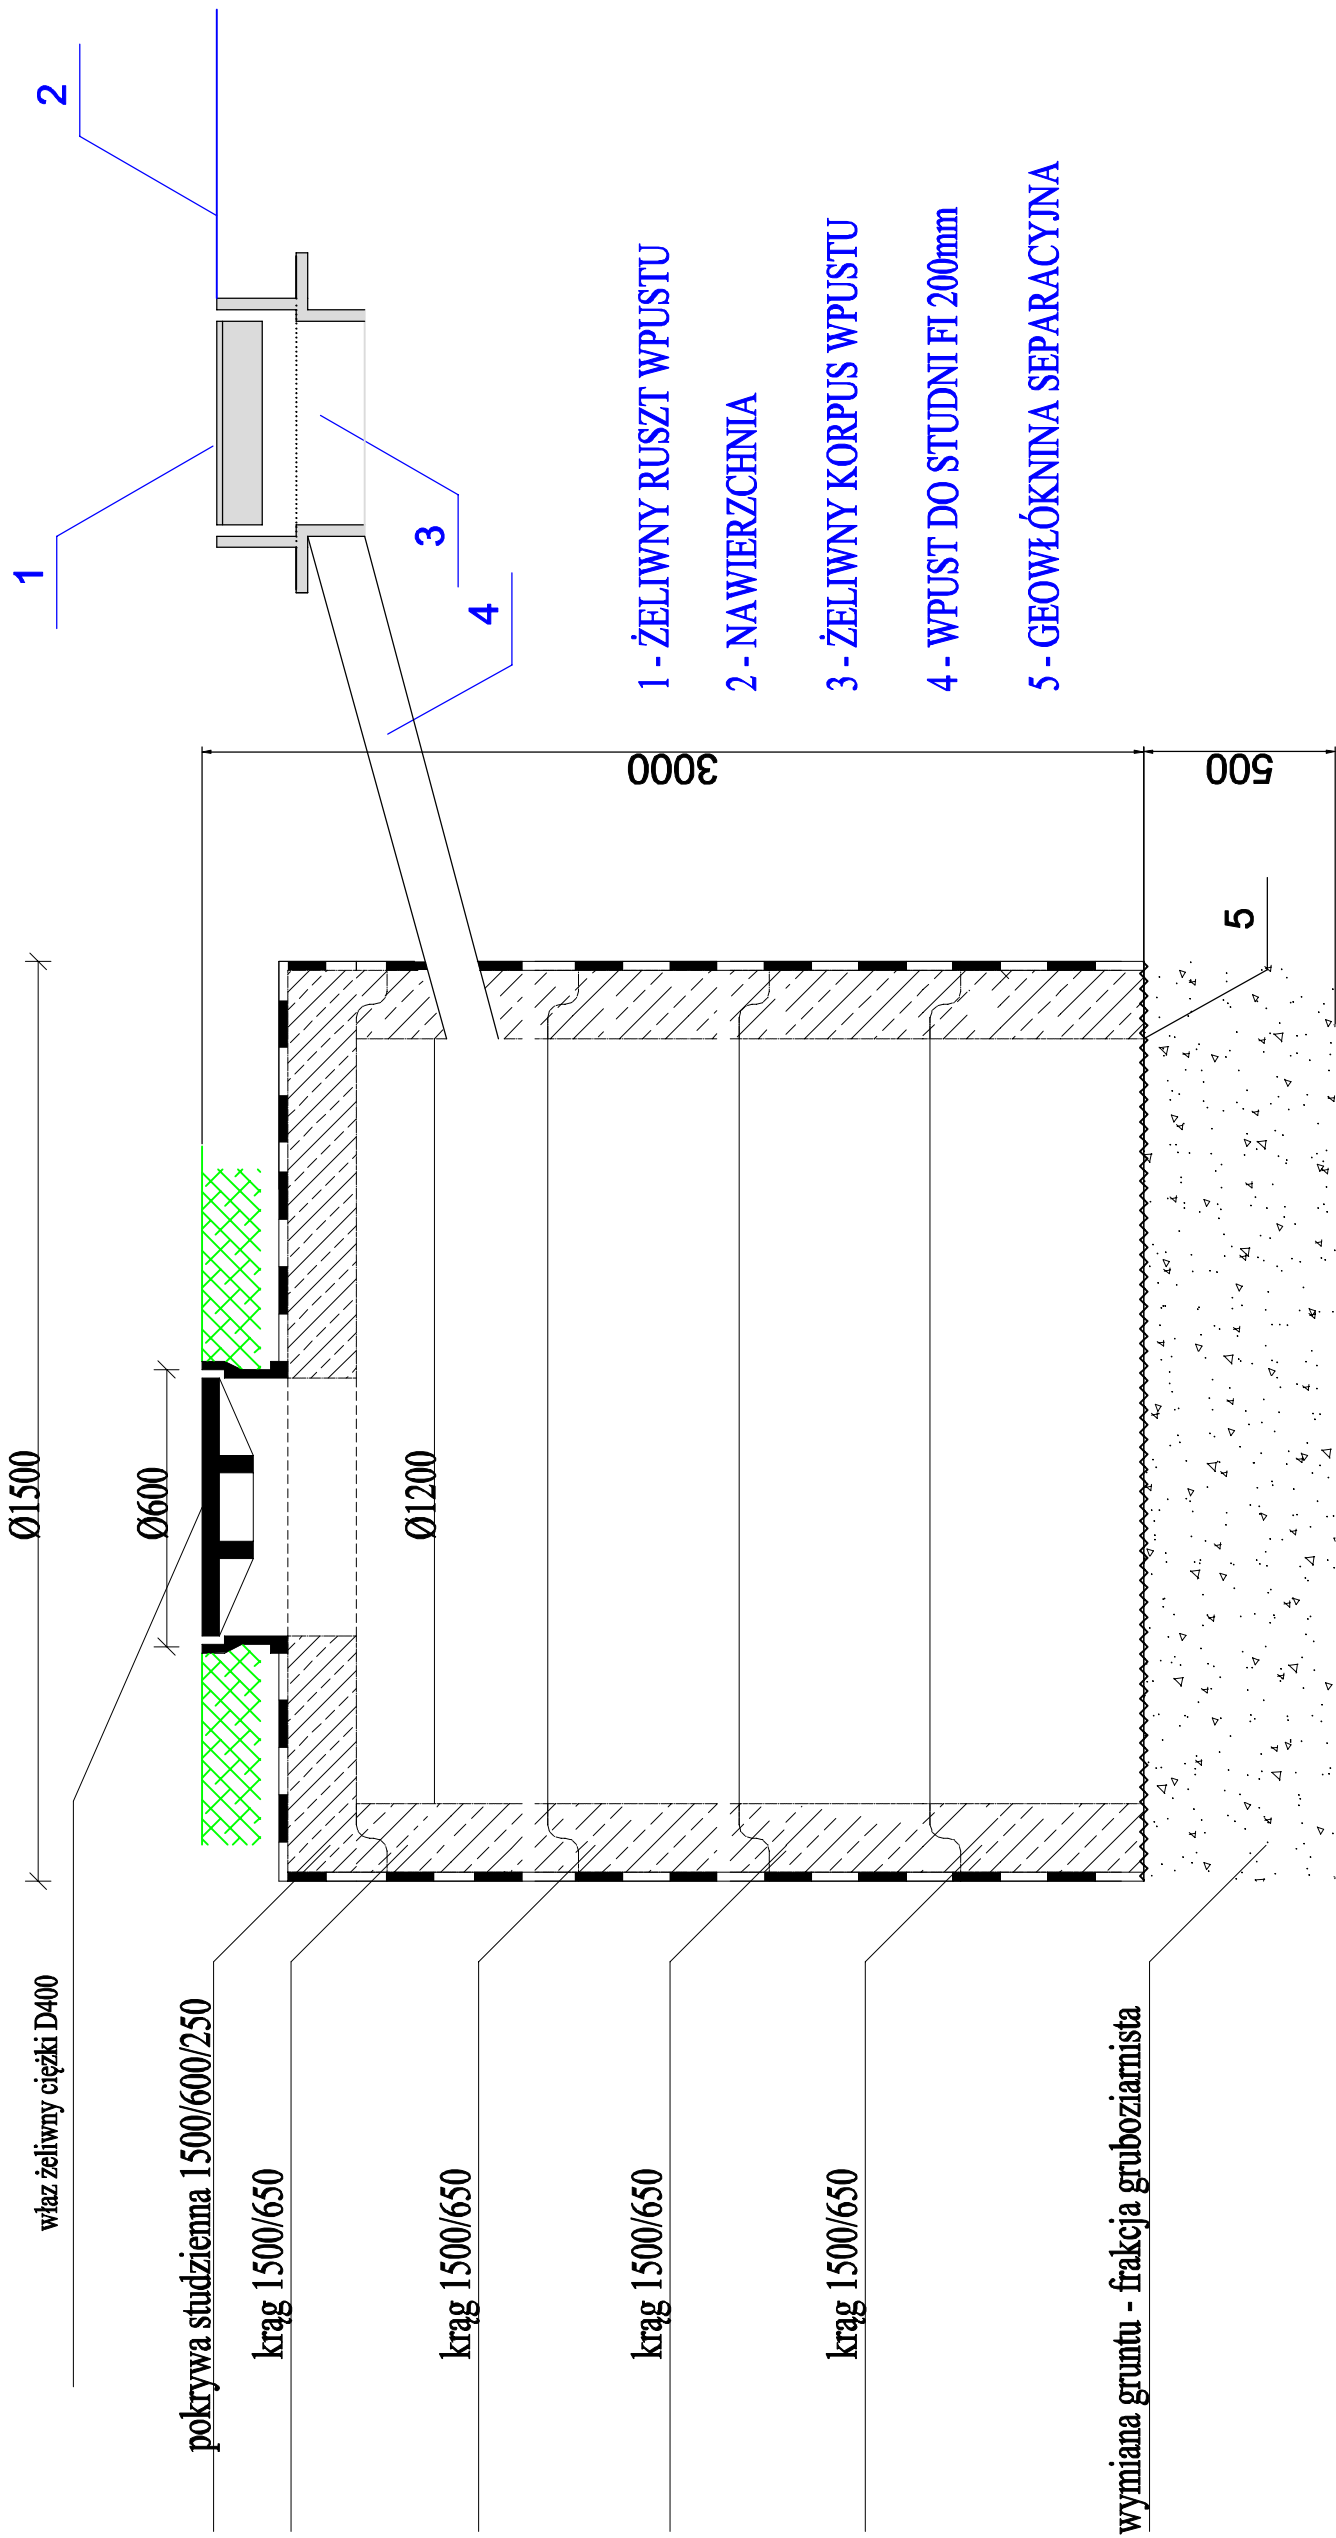 właz żeliwny ciężki D400
Ø1500
Ø600
pokrywa studzienna 1500/600/250
krąg 1500/650
Ø1200
krąg 1500/650
krąg 1500/650
krąg 1500/650
wymiana gruntu - frakcja gruboziarnista
3000
500
5
1
2
3
4
1 - ŻELIWNY RUSZT WPUSTU
2 - NAWIERZCHNIA
3 - ŻELIWNY KORPUS WPUSTU
4 - WPUST DO STUDNI FI 200mm
5 - GEOWŁÓKNINA SEPARACYJNA